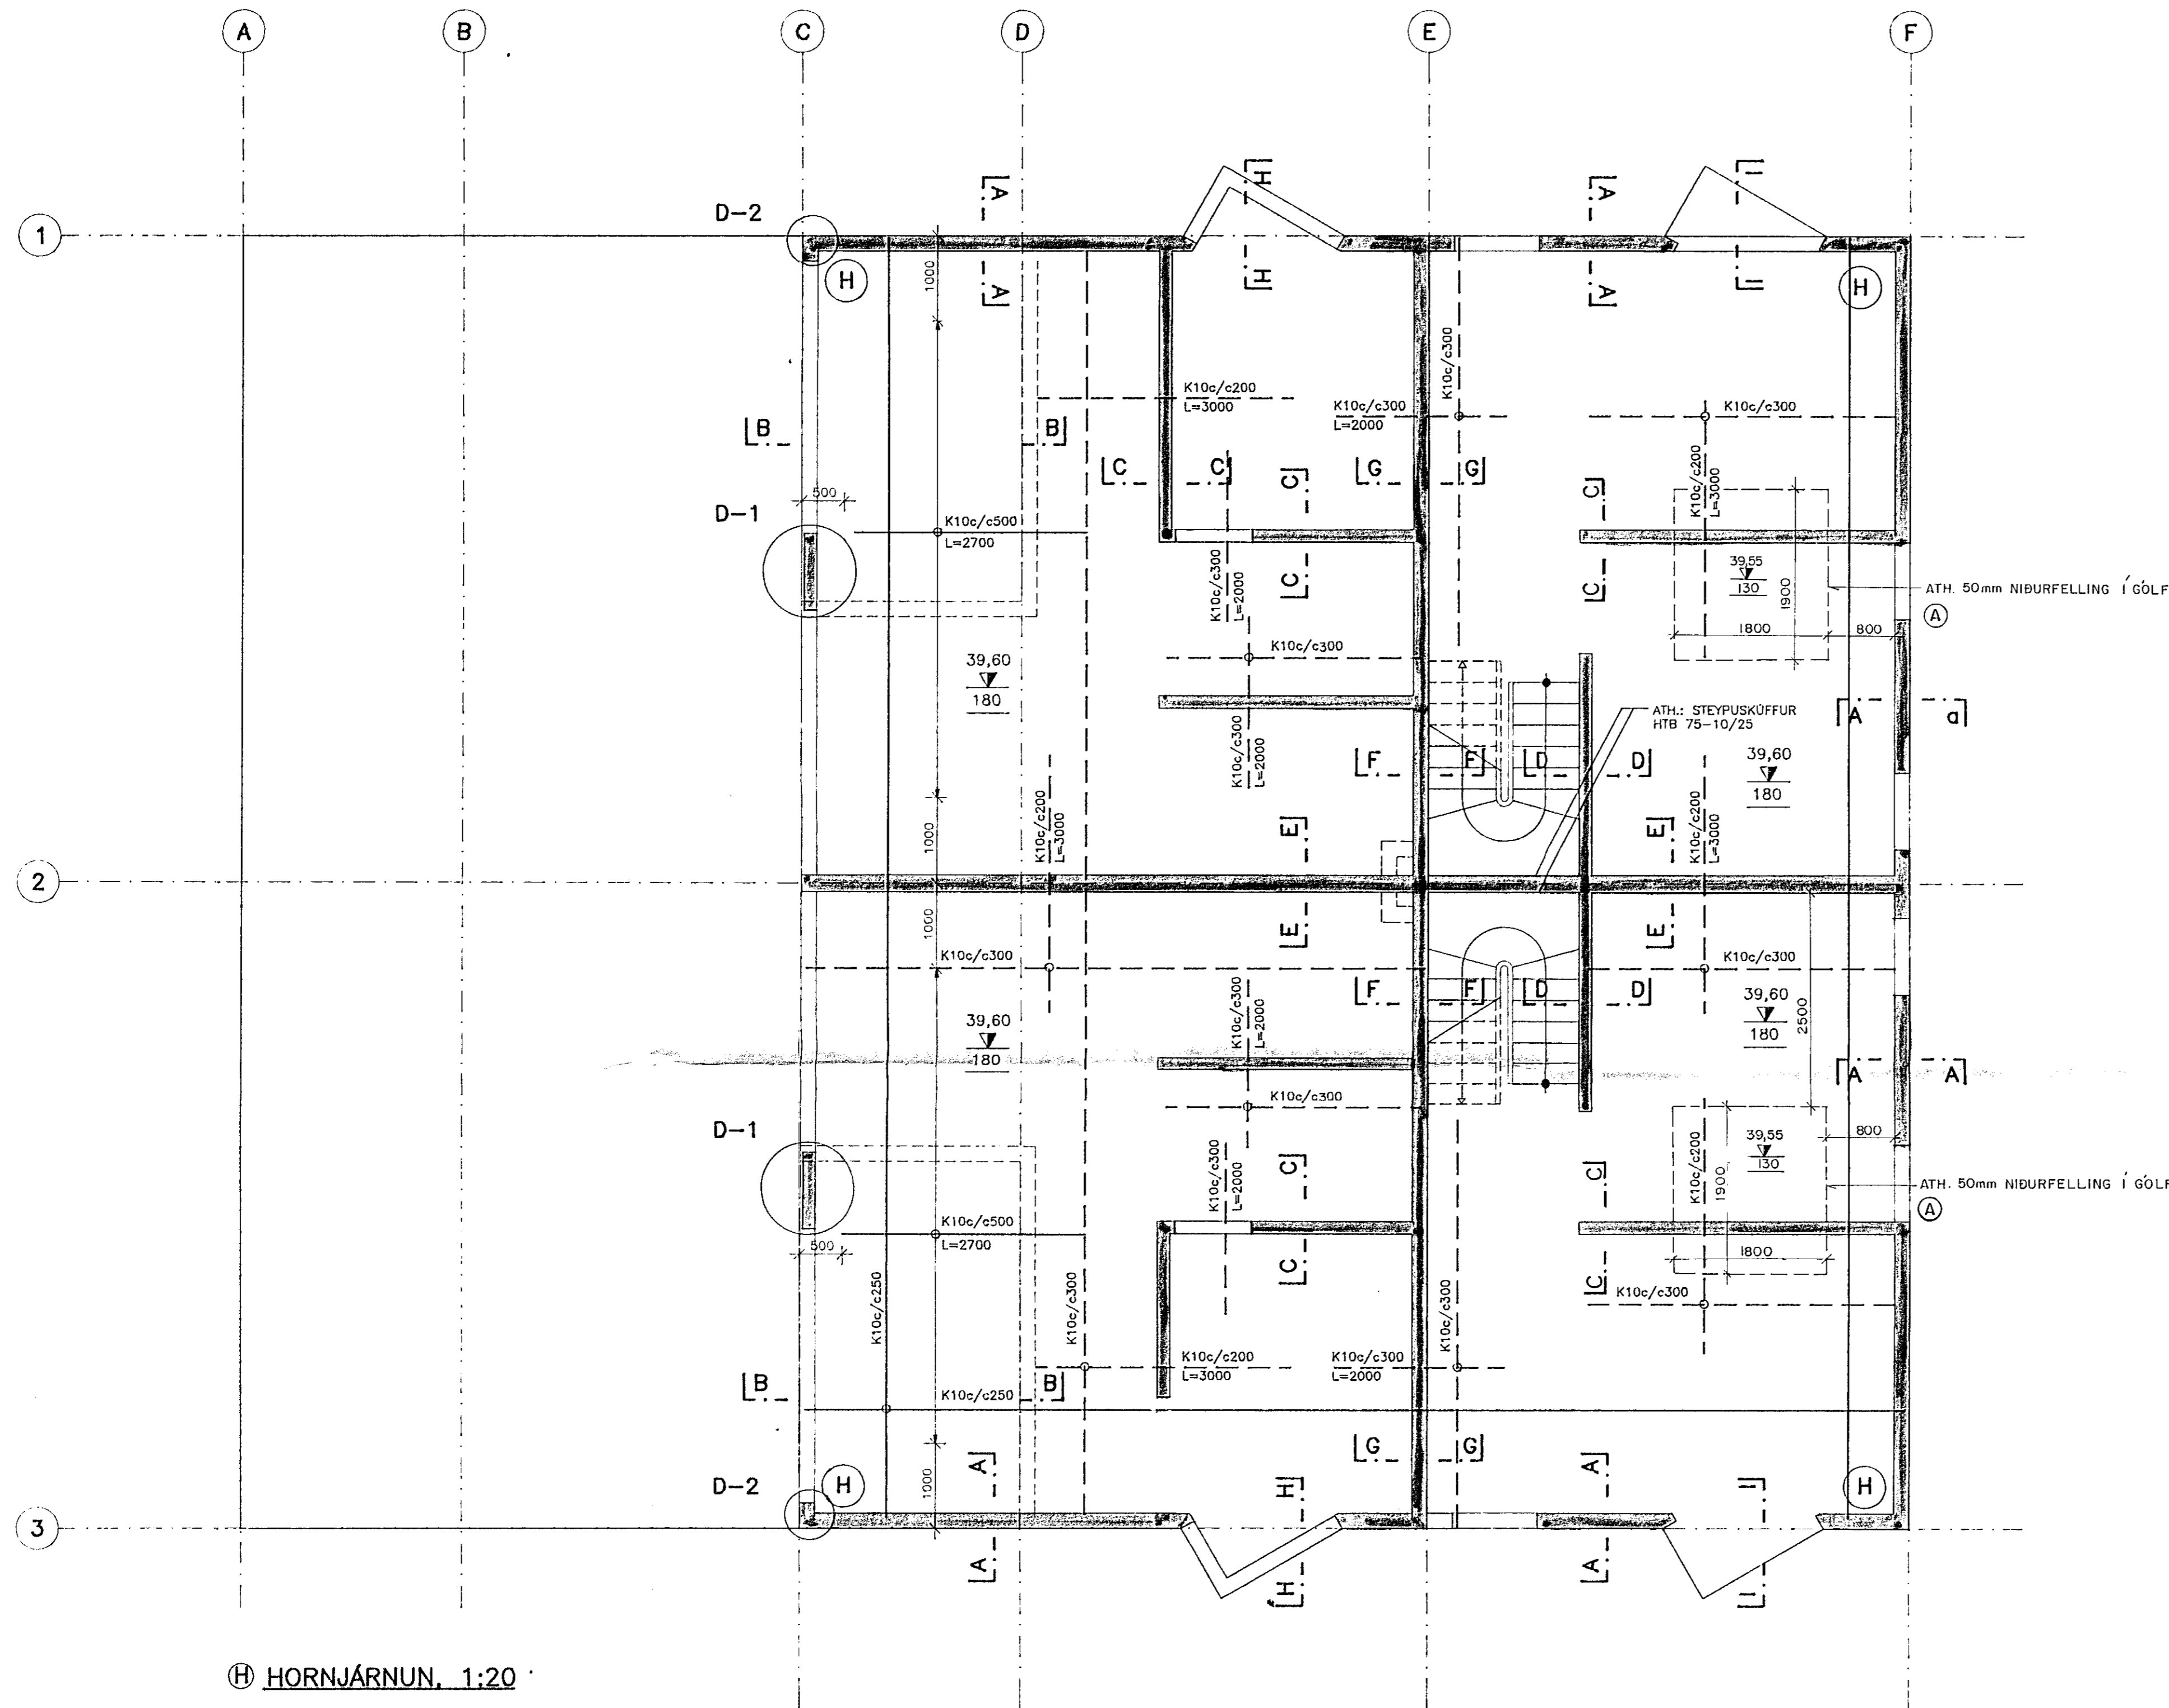 A B C D E F
A H A I
D-2
1
H H
1000
A H A I
K10c/c300
K10c/c200
L=3000
K10c/c300
L=2000
K10c/c300
B B
C C C G G C
K10c/c200
L=3000
500
D-1
K10c/c500
L=2700
K10c/c300
L=2000
C C
39,55
130
1900
ATH. 50mm NIÐURFELLING Í GÓLF
A
1800 800
K10c/c300
39,60
180
K10c/c300
L=2000
ATH.: STEYPUSKÚFFUR
HTB 75-10/25
A a
F F D D
39,60
180
K10c/c200
L=3000
1000
E E
K10c/c200
L=3000
2
1000
E E
K10c/c300
K10c/c300
K10c/c300
L=2000
F F D D
39,60
180
39,60
180
2500
A A
K10c/c300
D-1
K10c/c300
L=2000
C C
K10c/c200
1900
39,55
130
800
ATH. 50mm NIÐURFELLING Í GÓLF
A
K10c/c500
L=2700
500
1800
C C
K10c/c300
K10c/c250
K10c/c300
K10c/c300
K10c/c200
L=3000
K10c/c300
L=2000
B B
K10c/c250
G G
A H A I
D-2
H H
1000
3
A H A I
H HORNJÁRNUN, 1:20